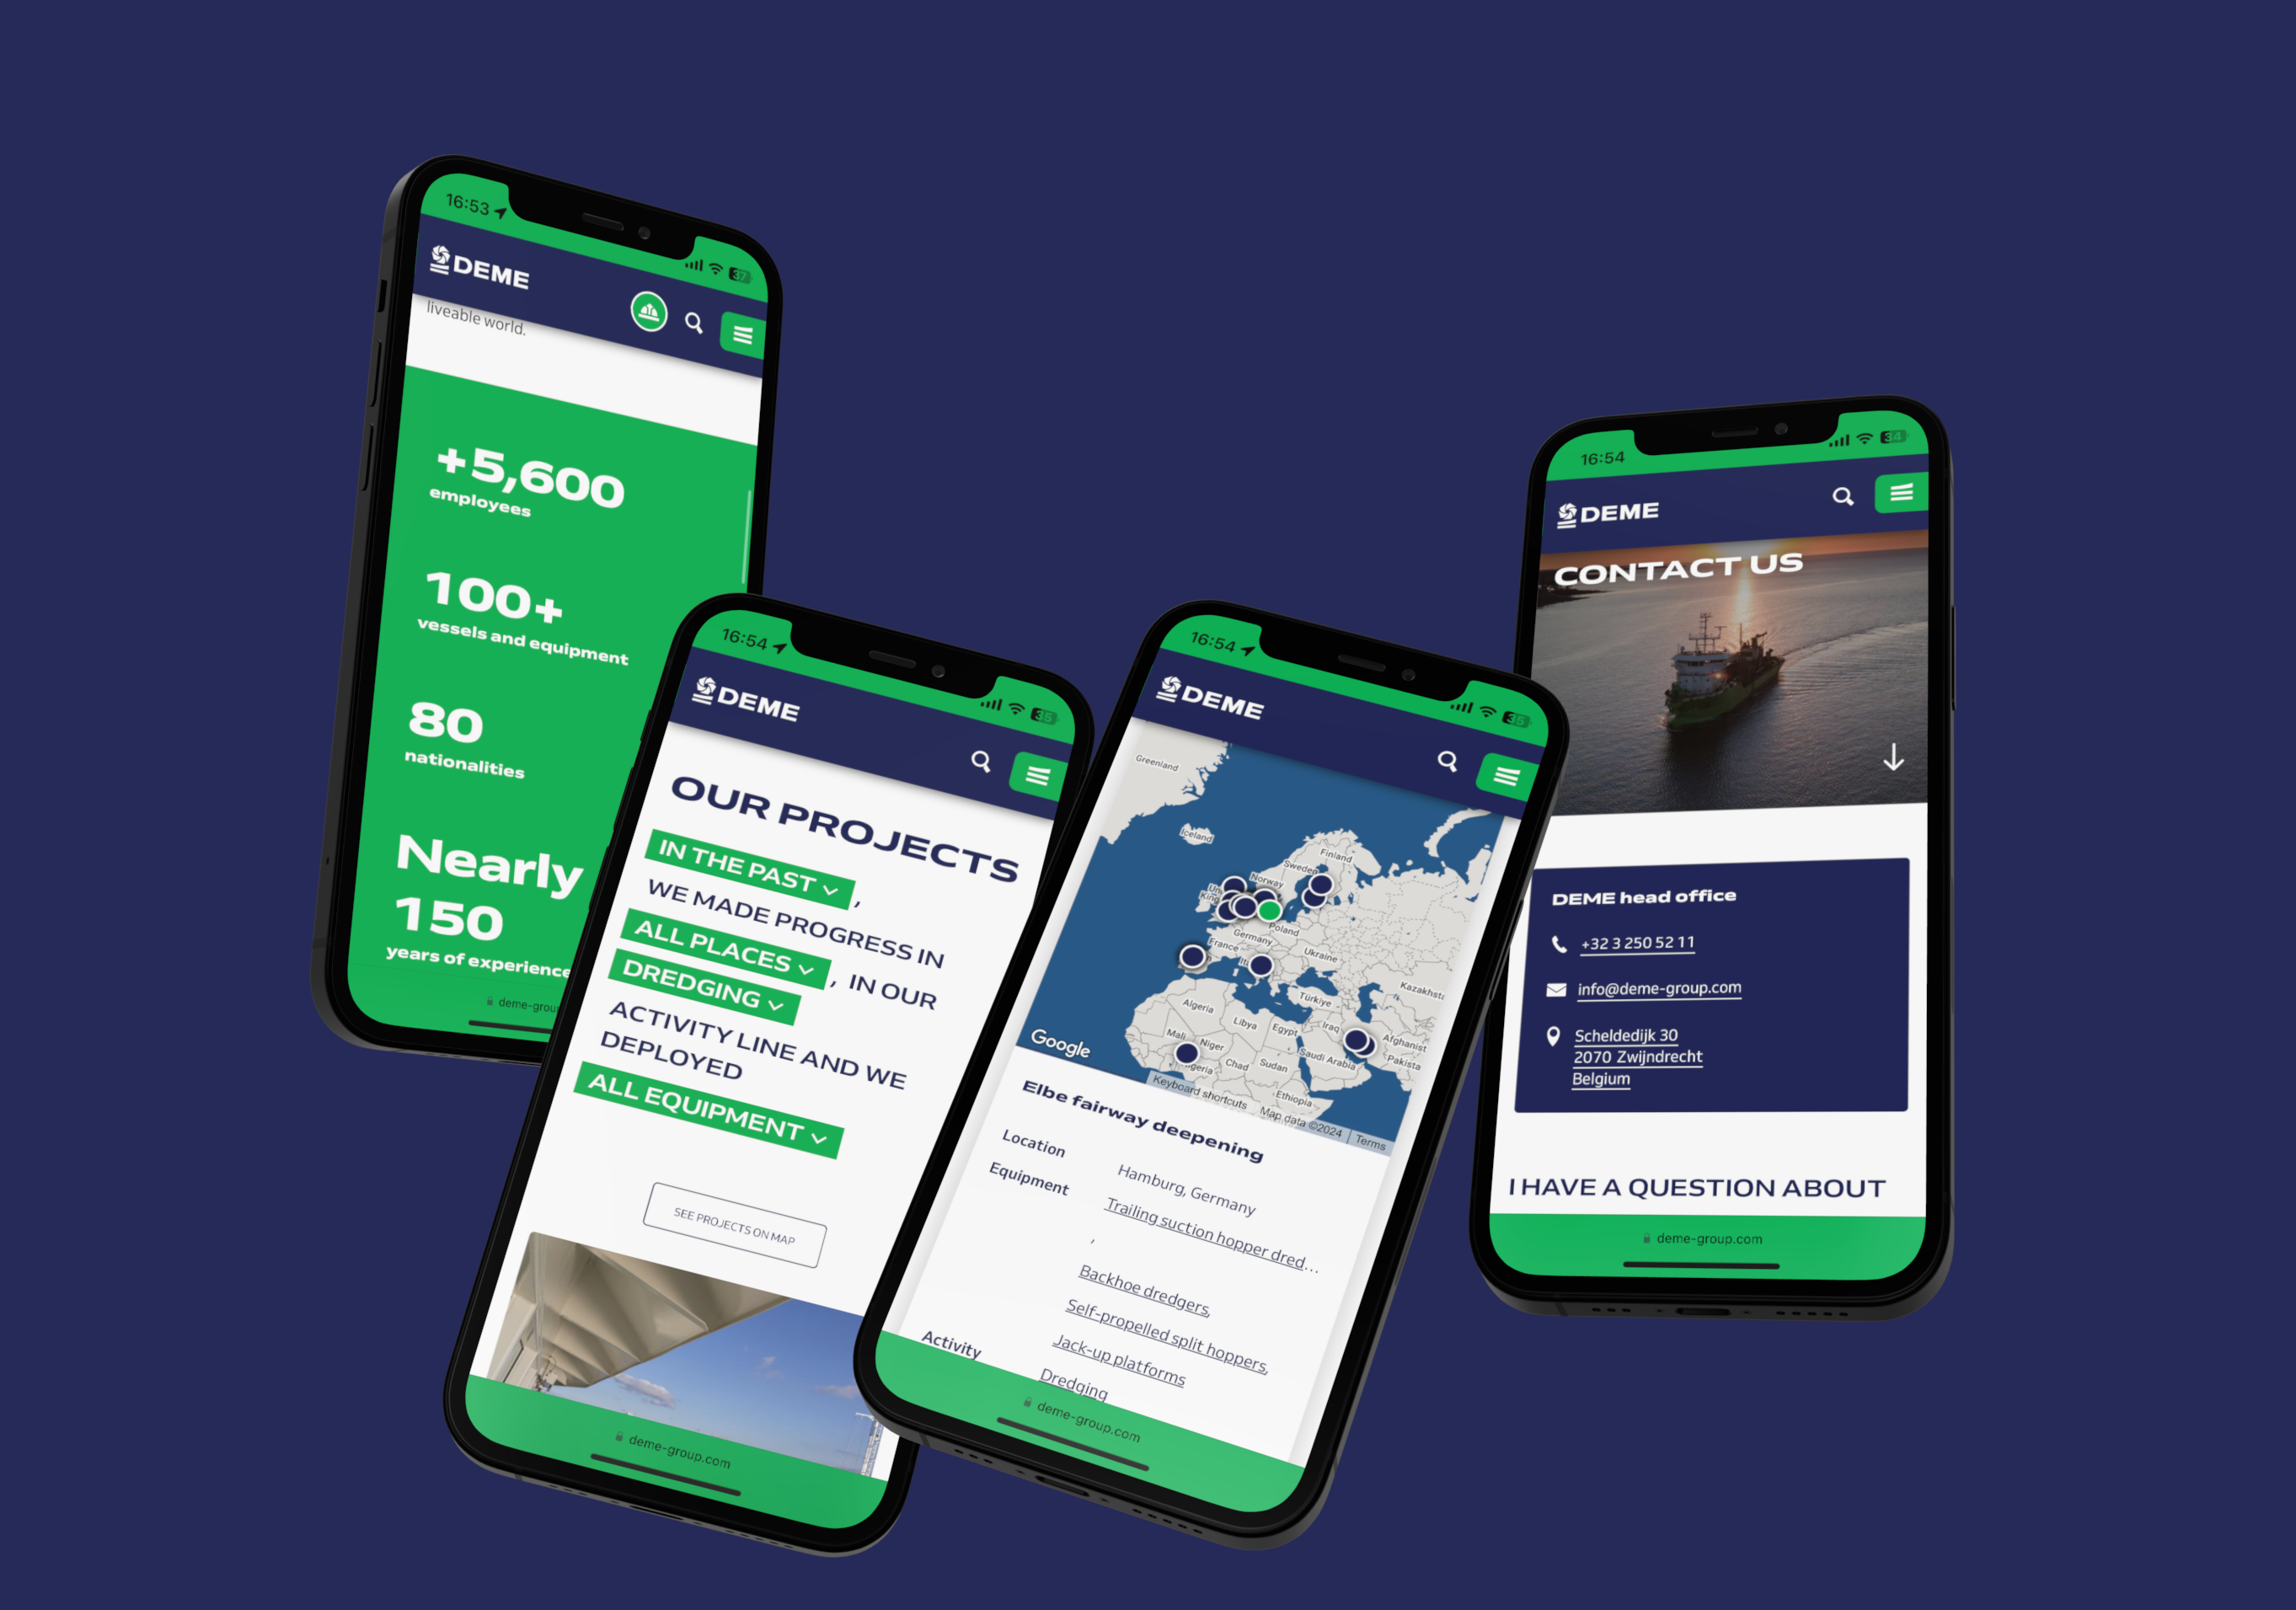 16:53
37
DEME
liveable world.
+5,600
employees
100+
vessels and equipment
80
nationalities
Nearly
150
years of experience
16:54
35
DEME
OUR PROJECTS
IN THE PAST ,
WE MADE PROGRESS IN
ALL PLACES , IN OUR
DREDGING
ACTIVITY LINE AND WE
DEPLOYED
ALL EQUIPMENT
SEE PROJECTS ON MAP
deme-group.com
16:54
35
DEME
Greenland
Iceland
Finland
Sweden
Norway
Germany
Poland
France
Ukraine
Kazakhsta
Türkiye
Algeria
Libya
Egypt
Iraq
Afghanist
Pakista
Saudi Arabia
Mali
Niger
Chad
Sudan
Ethiopia
Google
Keyboard shortcuts
Map data ©2024
Terms
Elbe fairway deepening
Location
Hamburg, Germany
Equipment
Trailing suction hopper dred...
,
Backhoe dredgers,
Self-propelled split hoppers,
Jack-up platforms
Activity
Dredging
deme-group.com
16:54
34
DEME
CONTACT US
DEME head office
+32 3 250 52 11
info@deme-group.com
Scheldedijk 30
2070 Zwijndrecht
Belgium
I HAVE A QUESTION ABOUT
deme-group.com